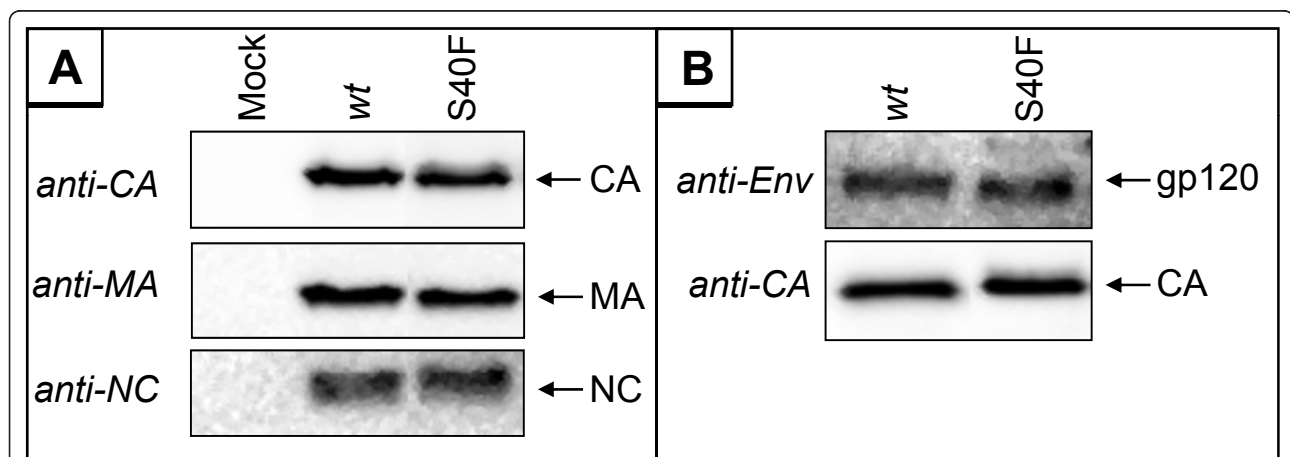 A
Mock
wt
S40F
anti-CA
CA
anti-MA
MA
anti-NC
NC
B
wt
S40F
anti-Env
gp120
anti-CA
CA